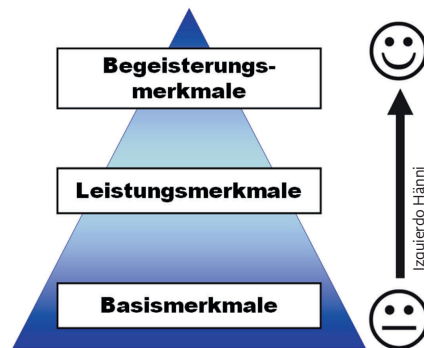 Begeisterungs-
merkmale
Leistungsmerkmale
Basismerkmale
Izquierdo Hänni